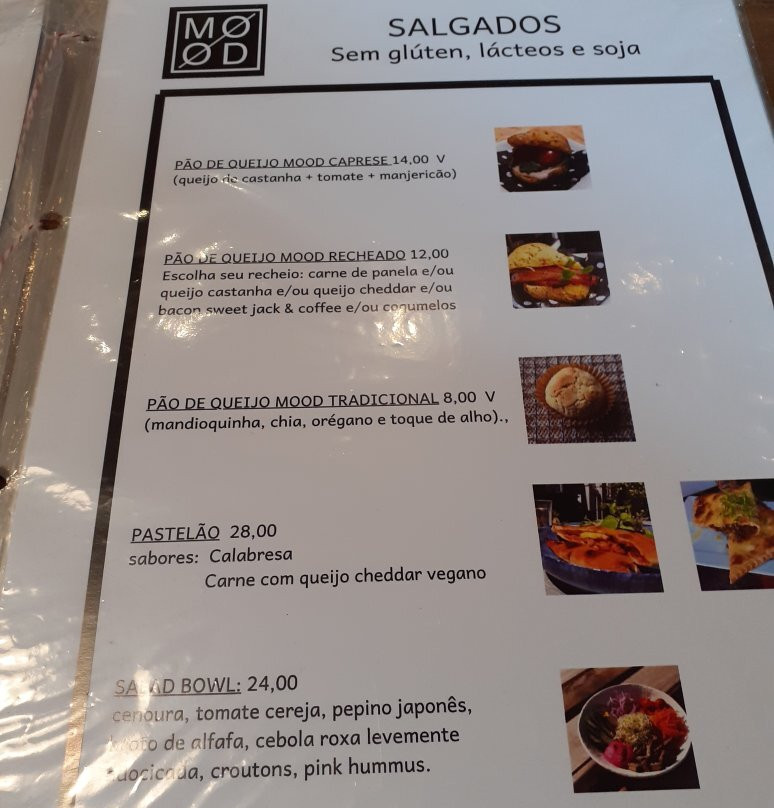 MOOD
SALGADOS
Sem glúten, lácteos e soja
PÃO DE QUEIJO MOOD CAPRESE 14,00 V
(queijo de castanha + tomate + manjericão)
PÃO DE QUEIJO MOOD RECHEADO 12,00
Escolha seu recheio: carne de panela e/ou
queijo castanha e/ou queijo cheddar e/ou
bacon sweet jack & coffee e/ou cogumelos
PÃO DE QUEIJO MOOD TRADICIONAL 8,00 V
(mandioquinha, chia, orégano e toque de alho).,
PASTELÃO 28,00
sabores: Calabresa
Carne com queijo cheddar vegano
SALAD BOWL: 24,00
cenoura, tomate cereja, pepino japonês,
de alfafa, cebola roxa levemente
croutons, pink hummus.